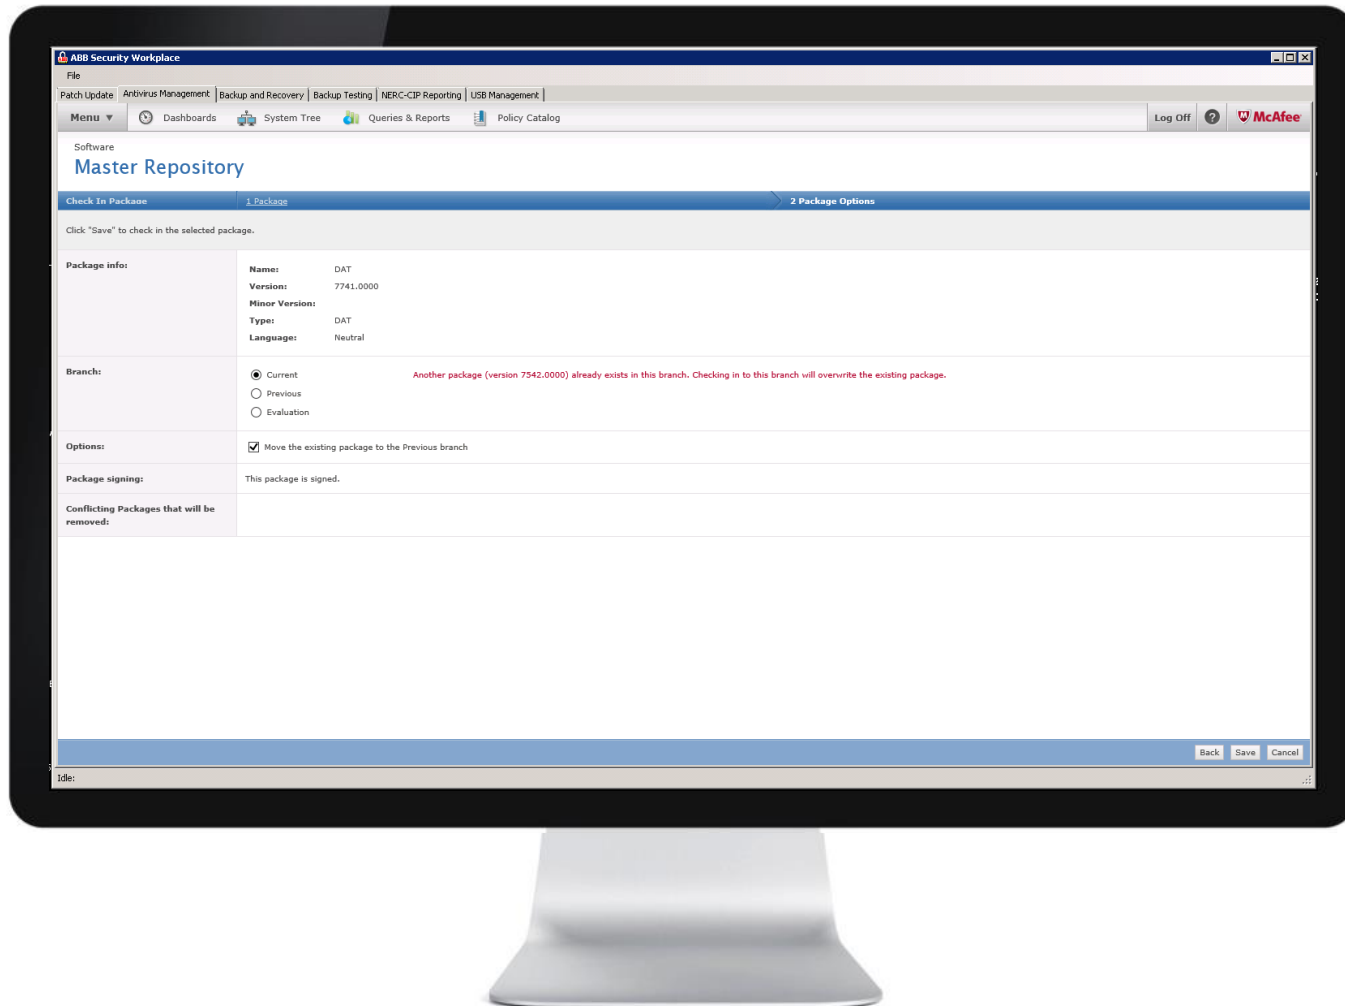 ABB Security Workplace
File
Patch Update Antivirus Management Backup and Recovery Backup Testing NERC-CIP Reporting USB Management
Menu Dashboards System Tree Queries & Reports Policy Catalog Log Off ? McAfee
Software
Master Repository
Check In Package 1 Package 2 Package Options
Click "Save" to check in the selected package.
Package info:
Name: DAT
Version: 7741.0000
Minor Version:
Type: DAT
Language: Neutral
Branch:
Current Another package (version 7542.0000) already exists in this branch. Checking in to this branch will overwrite the existing package.
Previous
Evaluation
Options: Move the existing package to the Previous branch
Package signing: This package is signed.
Conflicting Packages that will be
removed:
Back Save Cancel
Idle: